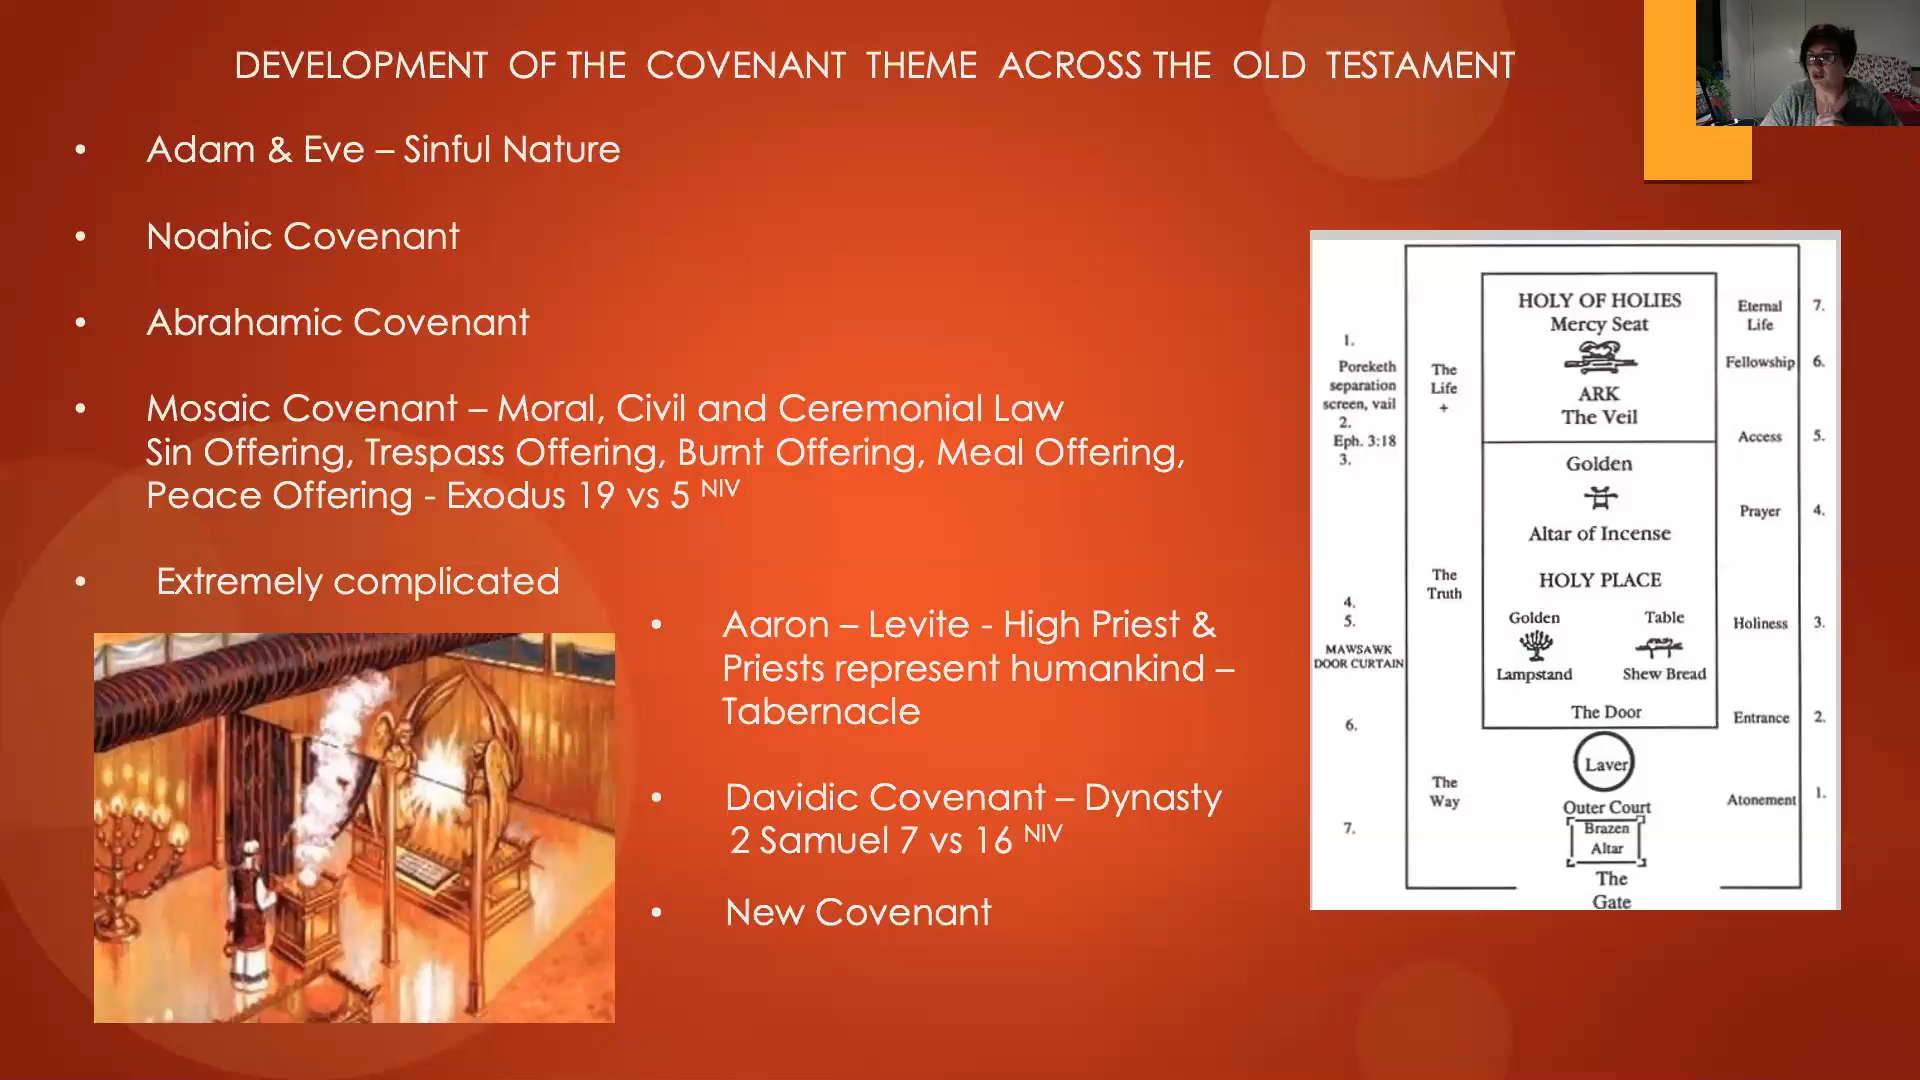 DEVELOPMENT OF THE COVENANT THEME ACROSS THE OLD TESTAMENT
• Adam & Eve – Sinful Nature
• Noahic Covenant
• Abrahamic Covenant
• Mosaic Covenant – Moral, Civil and Ceremonial Law
Sin Offering, Trespass Offering, Burnt Offering, Meal Offering,
Peace Offering - Exodus 19 vs 5 NIV
• Extremely complicated
• Aaron – Levite - High Priest &
Priests represent humankind –
Tabernacle
• Davidic Covenant – Dynasty
2 Samuel 7 vs 16 NIV
• New Covenant
1.
Poreketh
separation
screen, vail
2.
Eph. 3:18
3.
4.
5.
MAWSAWK
DOOR CURTAIN
6.
7.
The
Life
+
The
Truth
The
Way
HOLY OF HOLIES
Mercy Seat
ARK
The Veil
Golden
Altar of Incense
HOLY PLACE
Golden Table
Lampstand Shew Bread
The Door
Laver
Outer Court
Brazen
Altar
The
Gate
Eternal
Life 7.
Fellowship 6.
Access 5.
Prayer 4.
Holiness 3.
Entrance 2.
Atonement 1.